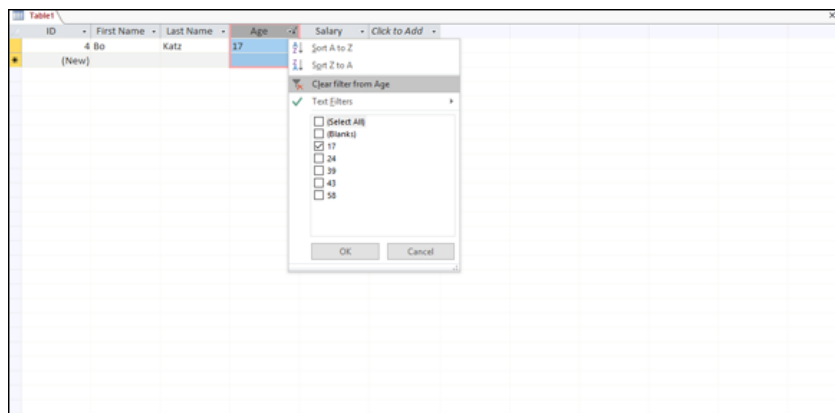 Table1
ID First Name Last Name Age Salary Click to Add
4 Bo Katz 17
(New)
Sort A to Z
Sort Z to A
Clear filter from Age
Text Filters
(Select All)
(Blanks)
17
24
39
43
58
OK Cancel